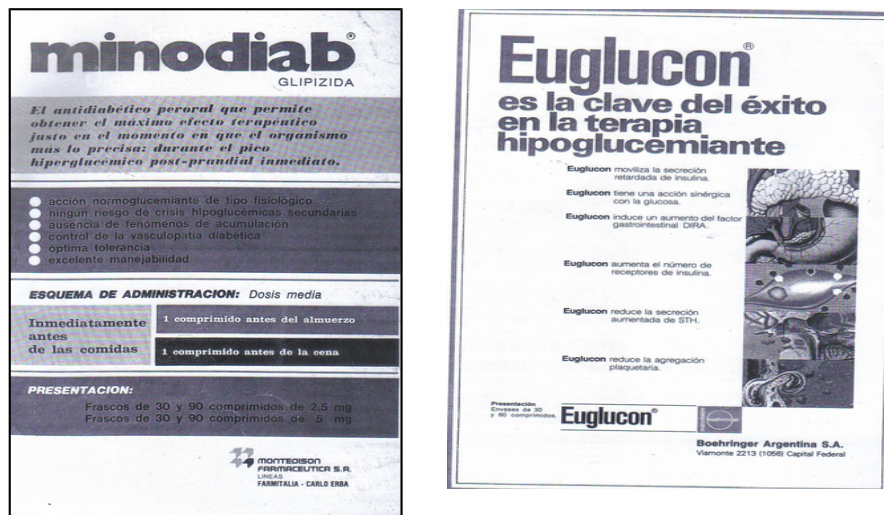 minodiab®
GLIPIZIDA
El antidiabético peroral que permite
obtener el máximo efecto terapéutico
justo en el momento en que el organismo
más lo precisa: durante el pico
hiperglucémico post-prandial inmediato.
acción normoglucemiante de tipo fisiológico
ningún riesgo de crisis hipoglucémicas secundarias
ausencia de fenómenos de acumulación
control de la vasculopatía diabética
óptima tolerancia
excelente manejabilidad
ESQUEMA DE ADMINISTRACION: Dosis media
Inmediatamente
antes
de las comidas
1 comprimido antes del almuerzo
1 comprimido antes de la cena
PRESENTACION:
Frascos de 30 y 90 comprimidos de 2,5 mg
Frascos de 30 y 90 comprimidos de 5 mg
MONTEDISON
FARMACEUTICA S.A.
LINEAS
FARMITALIA - CARLO ERBA
Euglucon®
es la clave del éxito
en la terapia
hipoglucemiante
Euglucon moviliza la secreción
retardada de insulina.
Euglucon tiene una acción sinérgica
con la glucosa.
Euglucon induce un aumento del factor
gastrointestinal DIRA.
Euglucon aumenta el número de
receptores de insulina.
Euglucon reduce la secreción
aumentada de STH.
Euglucon reduce la agregación
plaquetaria.
Presentación
Envases de 30
y 60 comprimidos.
Euglucon®
Boehringer Argentina S.A.
Viamonte 2213 (1056) Capital Federal